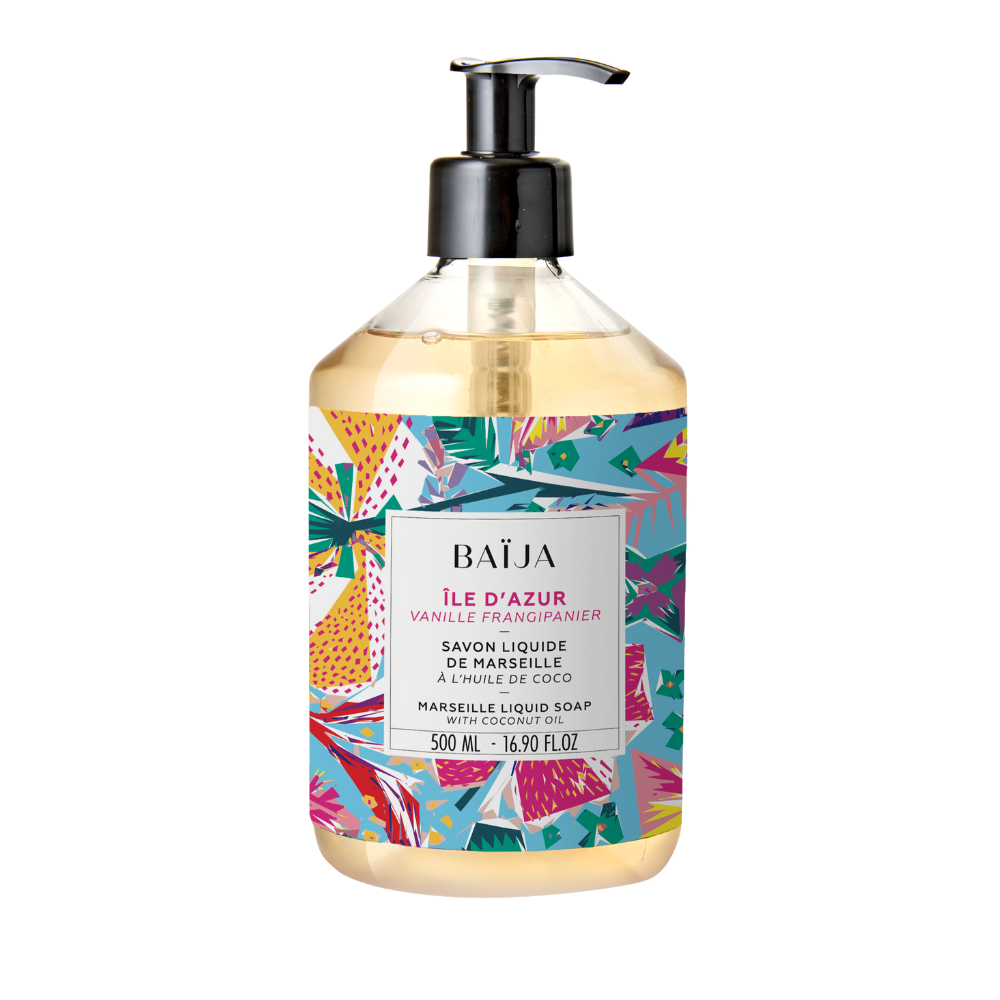 BAÏJA
ÎLE D'AZUR
VANILLE FRANGIPANIER
SAVON LIQUIDE
DE MARSEILLE
À L'HUILE DE COCO
MARSEILLE LIQUID SOAP
WITH COCONUT OIL
500 ML - 16.90 FL.OZ